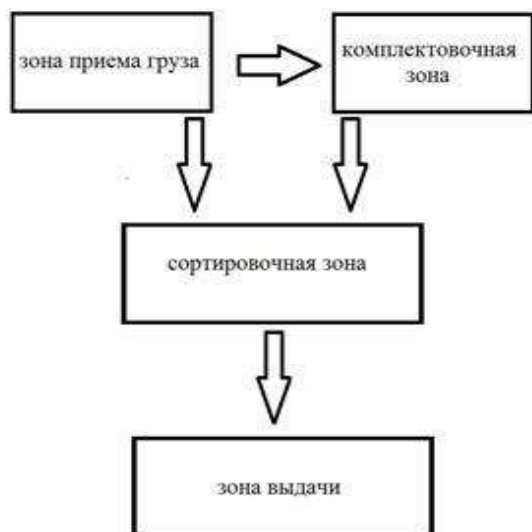 зона приема груза
комплектовочная
зона
сортировочная зона
зона выдачи